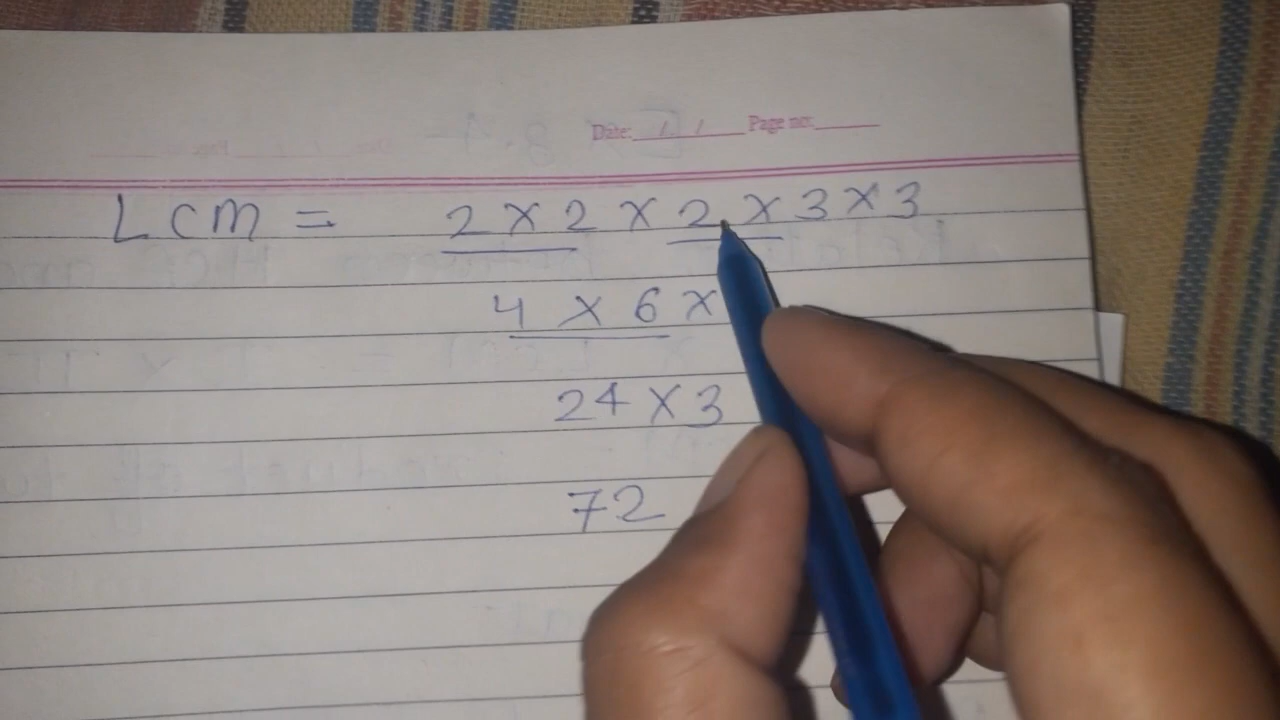 Date: / / Page no:
LCM = 2 × 2 × 2 × 3 × 3
4 × 6 ×
24 × 3
72